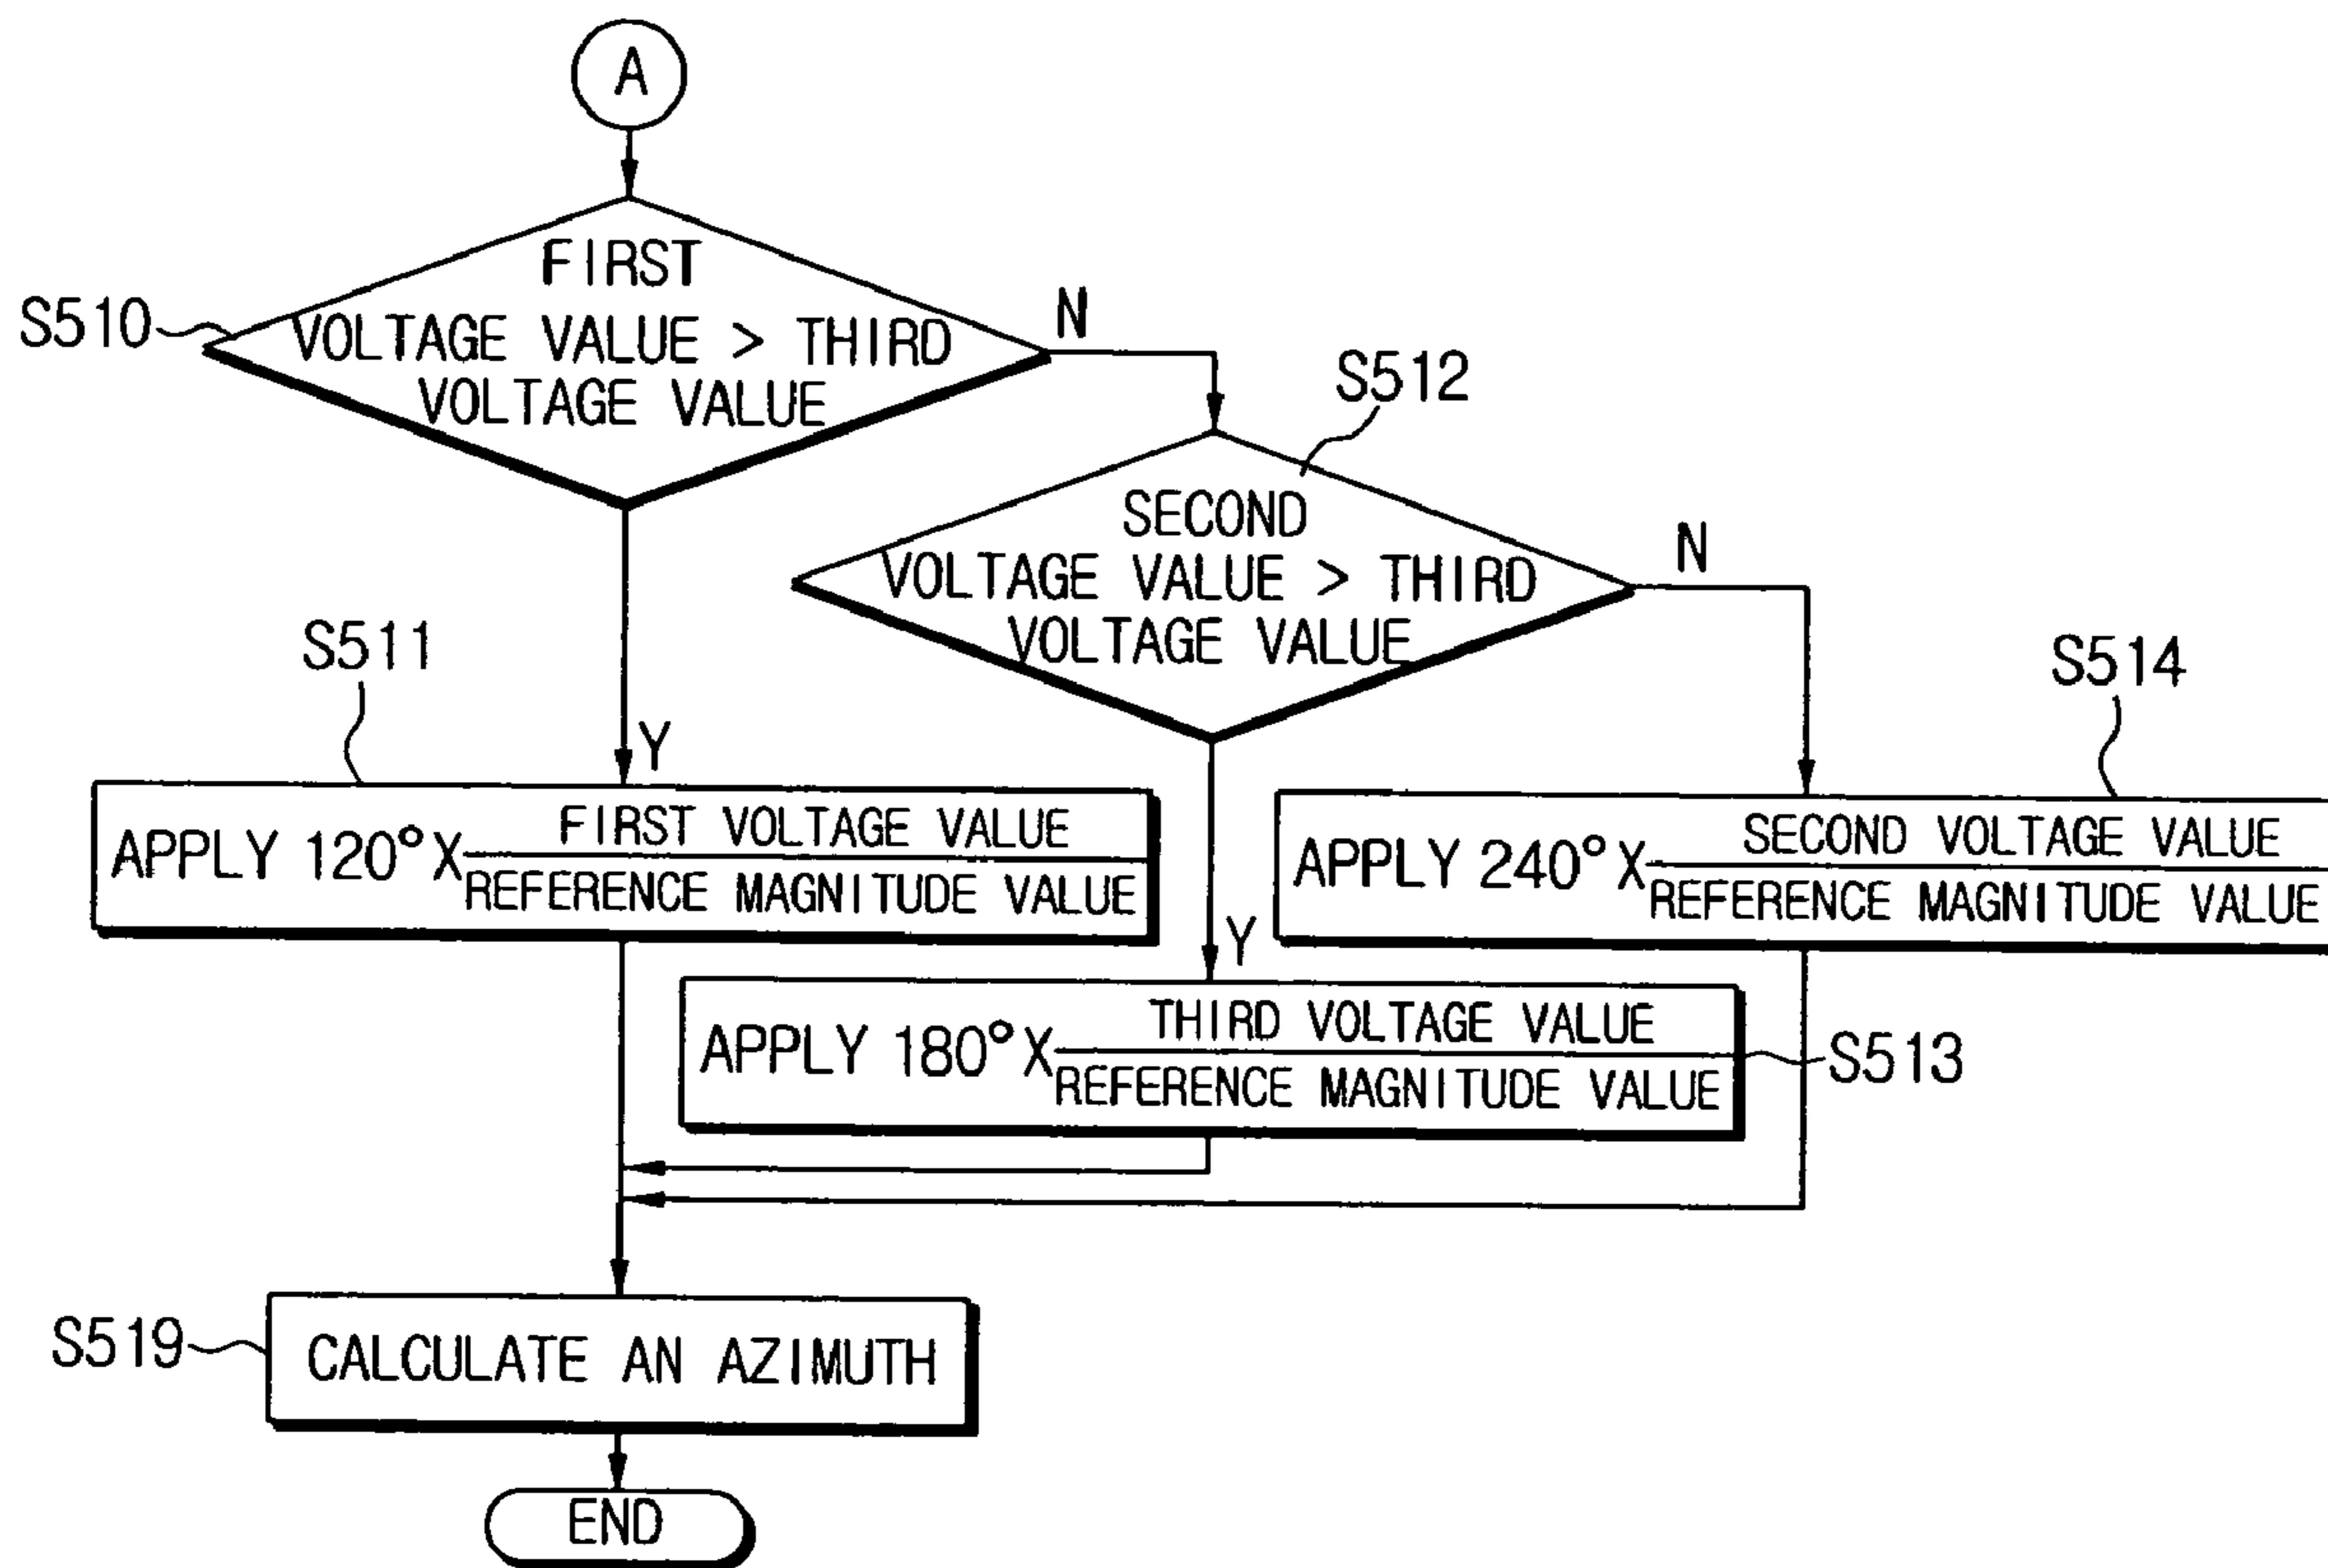 A
FIRST
VOLTAGE VALUE > THIRD
VOLTAGE VALUE
S510
N
S512
SECOND
VOLTAGE VALUE > THIRD
VOLTAGE VALUE
N
S511
Y
S514
APPLY 120°X FIRST VOLTAGE VALUE
REFERENCE MAGNITUDE VALUE
APPLY 240°X SECOND VOLTAGE VALUE
REFERENCE MAGNITUDE VALUE
Y
APPLY 180°X THIRD VOLTAGE VALUE
REFERENCE MAGNITUDE VALUE
S513
S519
CALCULATE AN AZIMUTH
END